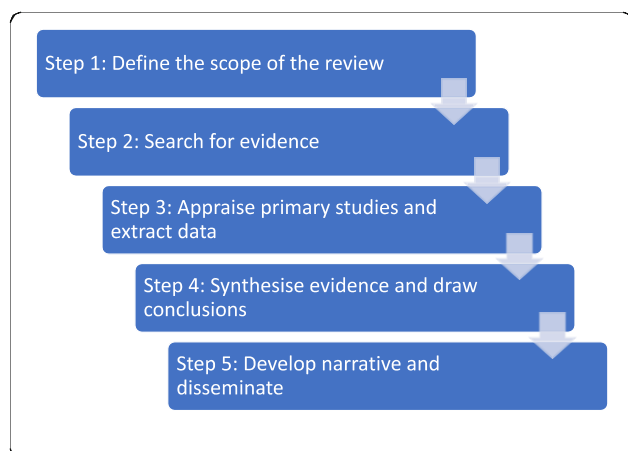 Step 1: Define the scope of the review
Step 2: Search for evidence
Step 3: Appraise primary studies and
extract data
Step 4: Synthesise evidence and draw
conclusions
Step 5: Develop narrative and
disseminate